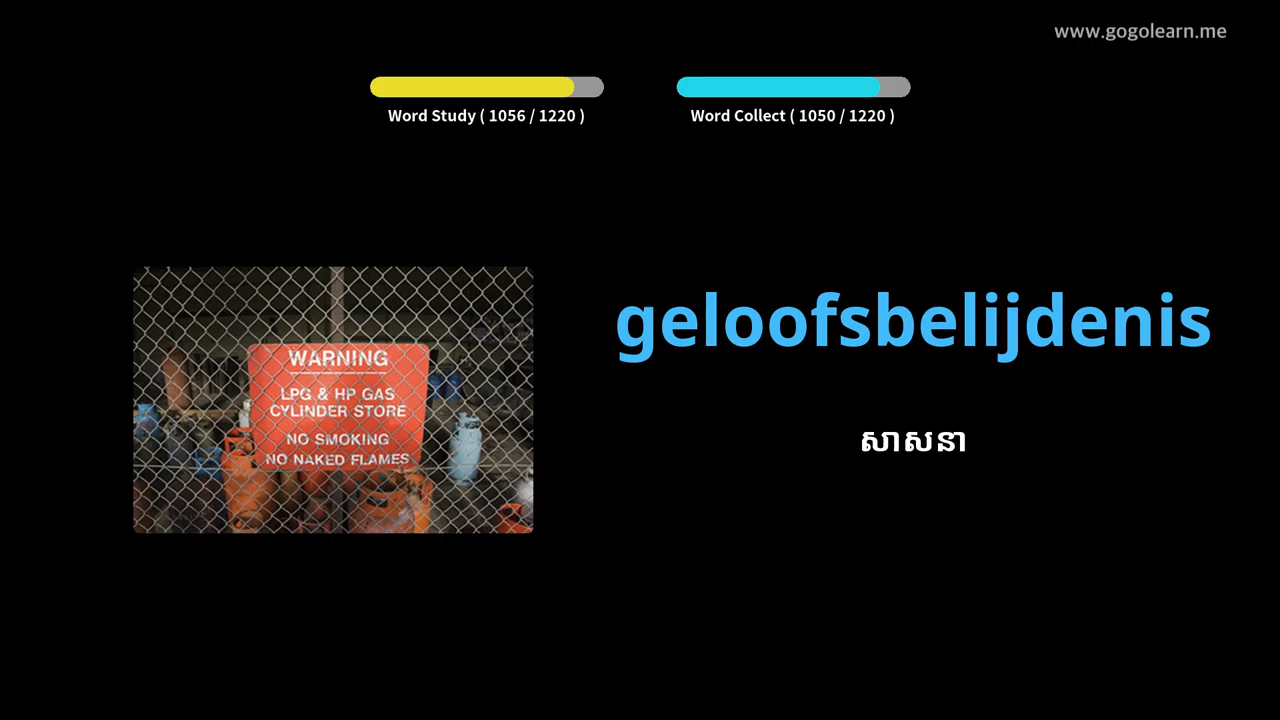 www.gogolearn.me
Word Study ( 1056 / 1220 )
Word Collect ( 1050 / 1220 )
WARNING
LPG & HP GAS
CYLINDER STORE
NO SMOKING
NO NAKED FLAMES
geloofsbelijdenis
សាសនា